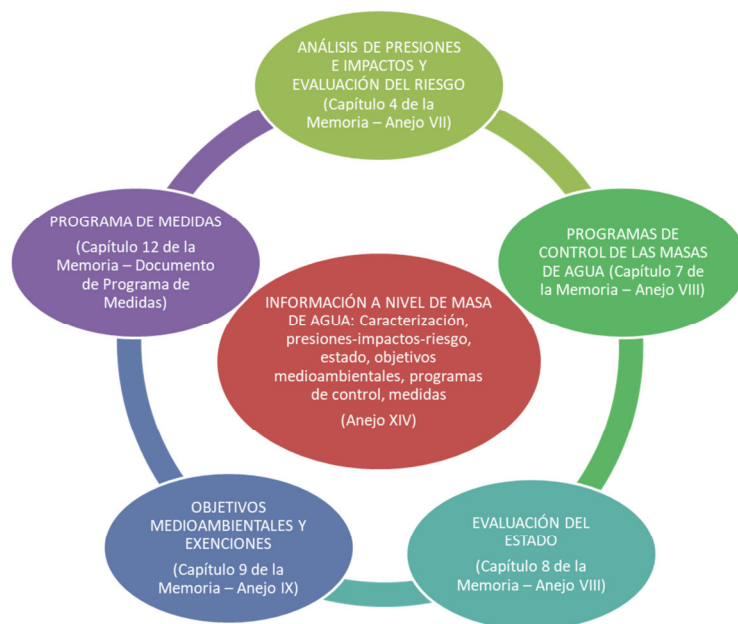 ANÁLISIS DE PRESIONES
E IMPACTOS Y
EVALUACIÓN DEL RIESGO
(Capítulo 4 de la
Memoria – Anejo VII)
PROGRAMAS DE
CONTROL DE LAS MASAS
DE AGUA (Capítulo 7 de
la Memoria – Anejo VIII)
EVALUACIÓN DEL
ESTADO
(Capítulo 8 de la
Memoria – Anejo VIII)
OBJETIVOS
MEDIOAMBIENTALES Y
EXENCIONES
(Capítulo 9 de la
Memoria – Anejo IX)
PROGRAMA DE MEDIDAS
(Capítulo 12 de la
Memoria – Documento
de Programa de
Medidas)
INFORMACIÓN A NIVEL DE MASA
DE AGUA: Caracterización,
presiones-impactos-riesgo,
estado, objetivos
medioambientales, programas
de control, medidas
(Anejo XIV)